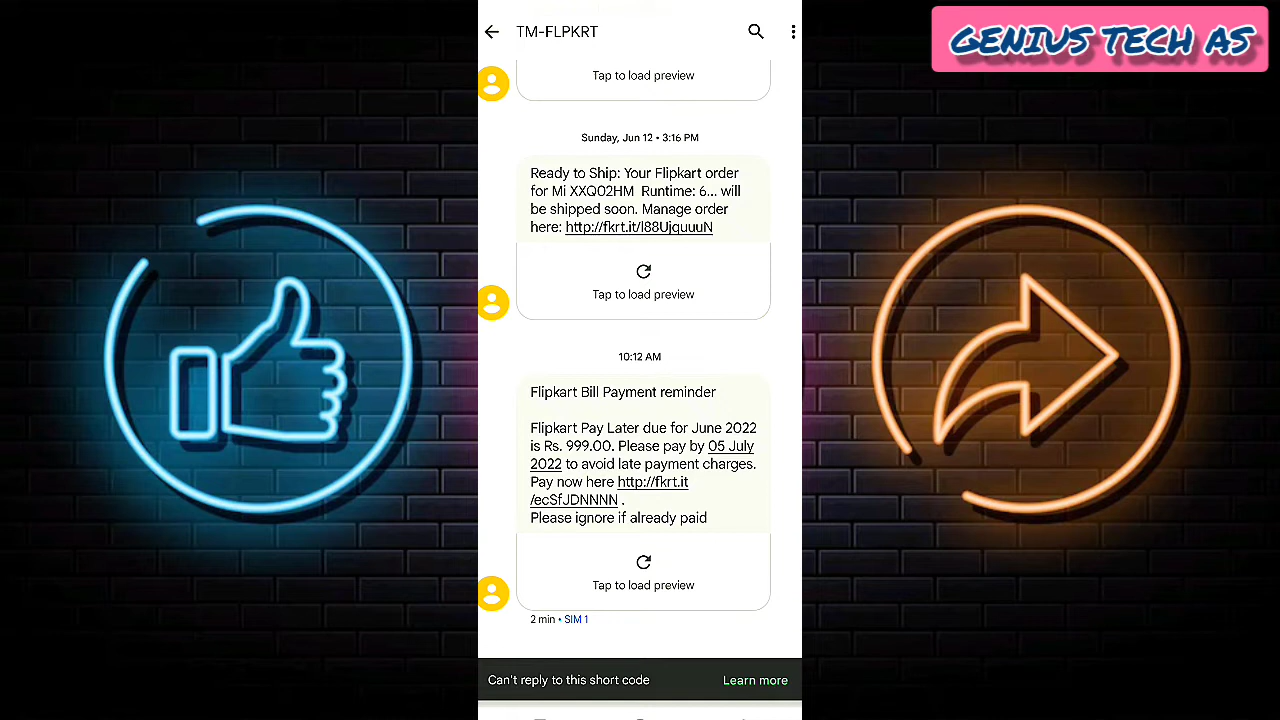 GENIUS TECH AS
TM-FLPKRT
Tap to load preview
Sunday, Jun 12 • 3:16 PM
Ready to Ship: Your Flipkart order
for Mi XXQ02HM Runtime: 6... will
be shipped soon. Manage order
here: http://fkrt.it/l88UjquuuN
Tap to load preview
10:12 AM
Flipkart Bill Payment reminder
Flipkart Pay Later due for June 2022
is Rs. 999.00. Please pay by 05 July
2022 to avoid late payment charges.
Pay now here http://fkrt.it
/ecSfJDNNNN .
Please ignore if already paid
Tap to load preview
2 min • SIM 1
Can't reply to this short code
Learn more